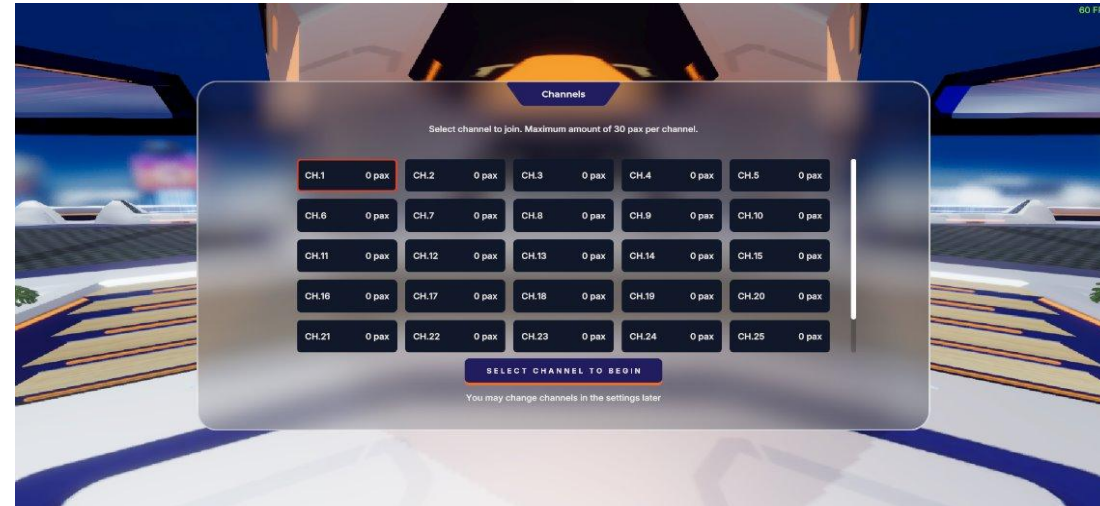 60 F
Channels
Select channel to join. Maximum amount of 30 pax per channel.
CH.1 0 pax CH.2 0 pax CH.3 0 pax CH.4 0 pax CH.5 0 pax
CH.6 0 pax CH.7 0 pax CH.8 0 pax CH.9 0 pax CH.10 0 pax
CH.11 0 pax CH.12 0 pax CH.13 0 pax CH.14 0 pax CH.15 0 pax
CH.16 0 pax CH.17 0 pax CH.18 0 pax CH.19 0 pax CH.20 0 pax
CH.21 0 pax CH.22 0 pax CH.23 0 pax CH.24 0 pax CH.25 0 pax
SELECT CHANNEL TO BEGIN
You may change channels in the settings later